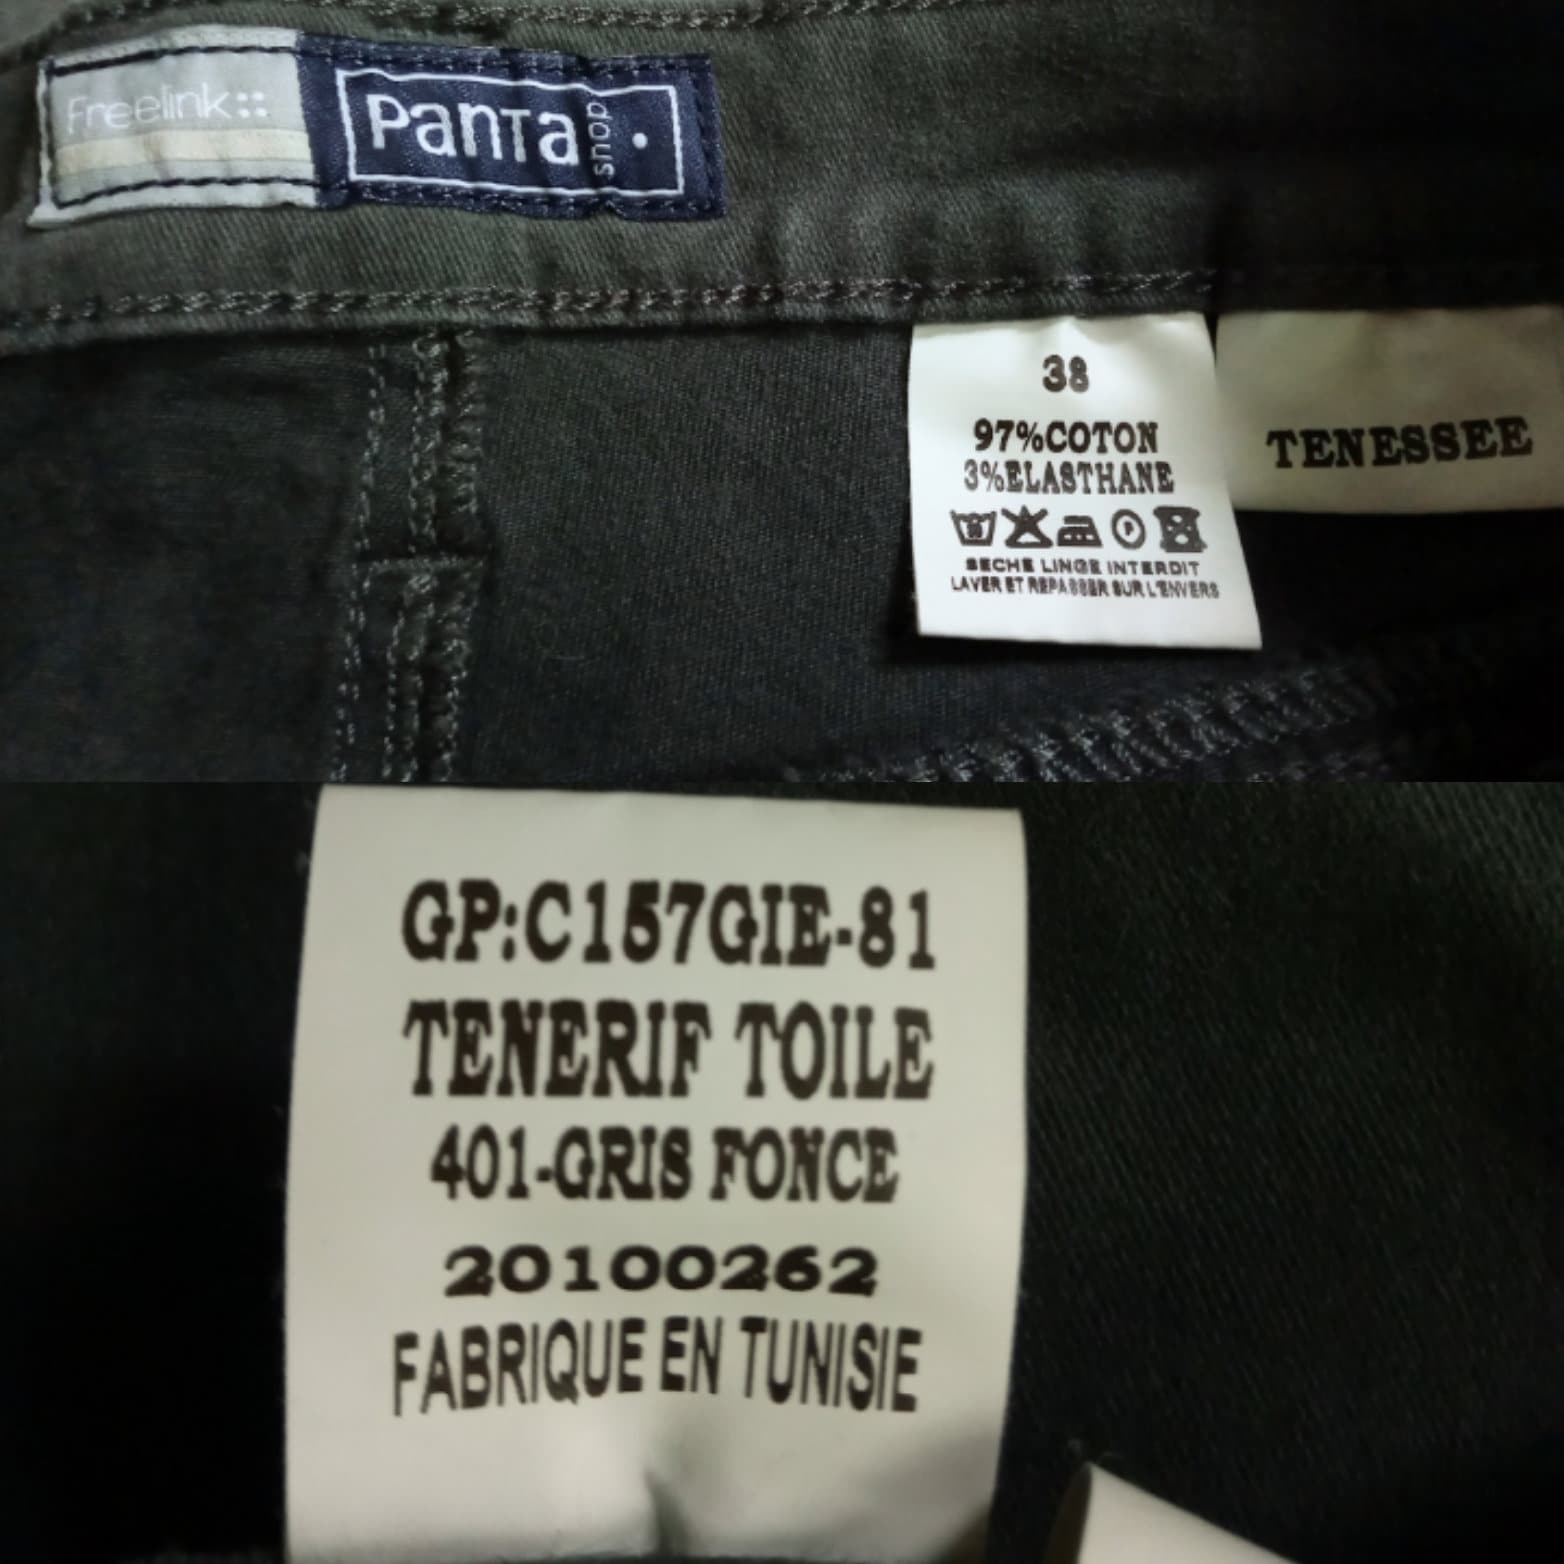 Freelink::
PanTa
snop
38
97%COTON
3%ELASTHANE
SECHE LINGE INTERDIT
LAVER ET REPASSER SUR L'ENVERS
TENESSEE
GP:C157GIE-81
TENERIF TOILE
401-GRIS FONCE
20100262
FABRIQUE EN TUNISIE